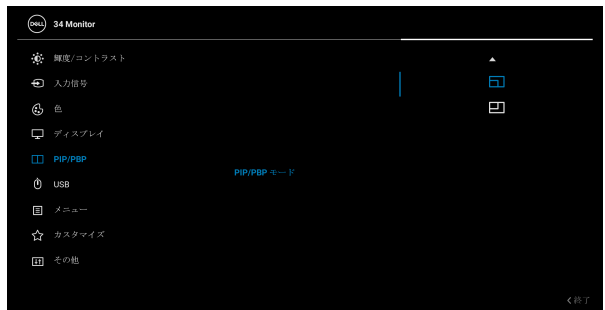 DELL 34 Monitor
輝度/コントラスト
入力信号
色
ディスプレイ
PIP/PBP
PIP/PBP モード
USB
メニュー
カスタマイズ
その他
終了